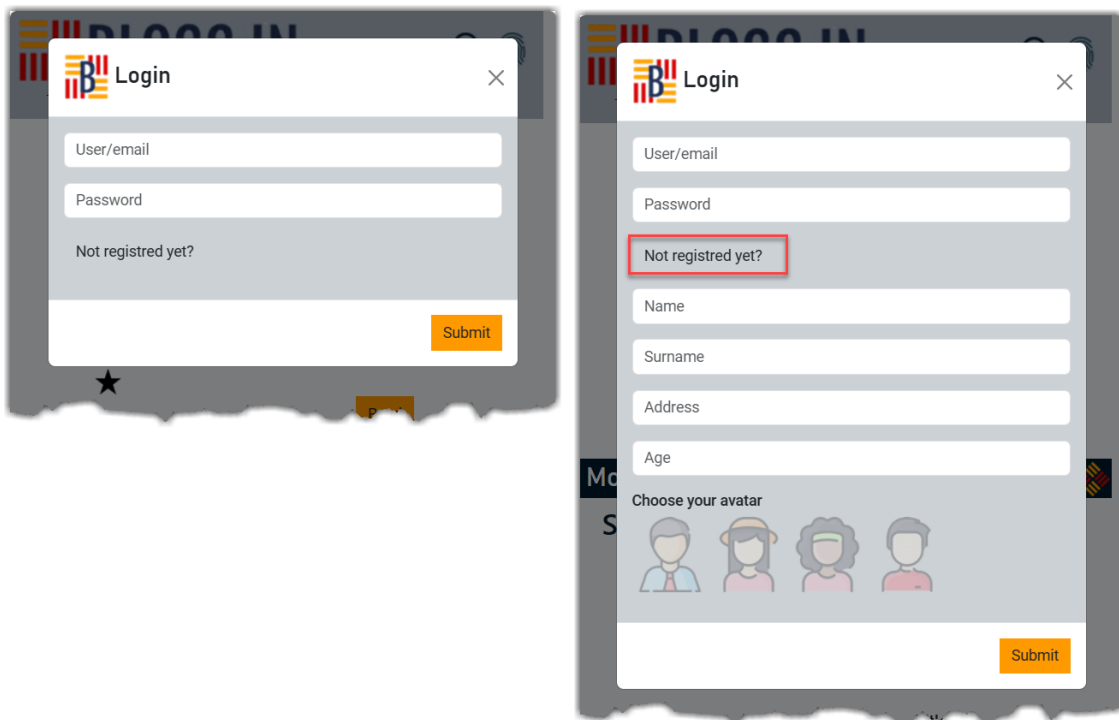 Login
User/email
Password
Not registred yet?
Submit
B
Login
User/email
Password
Not registred yet?
Name
Surname
Address
Age
Choose your avatar
Submit
Mo
S